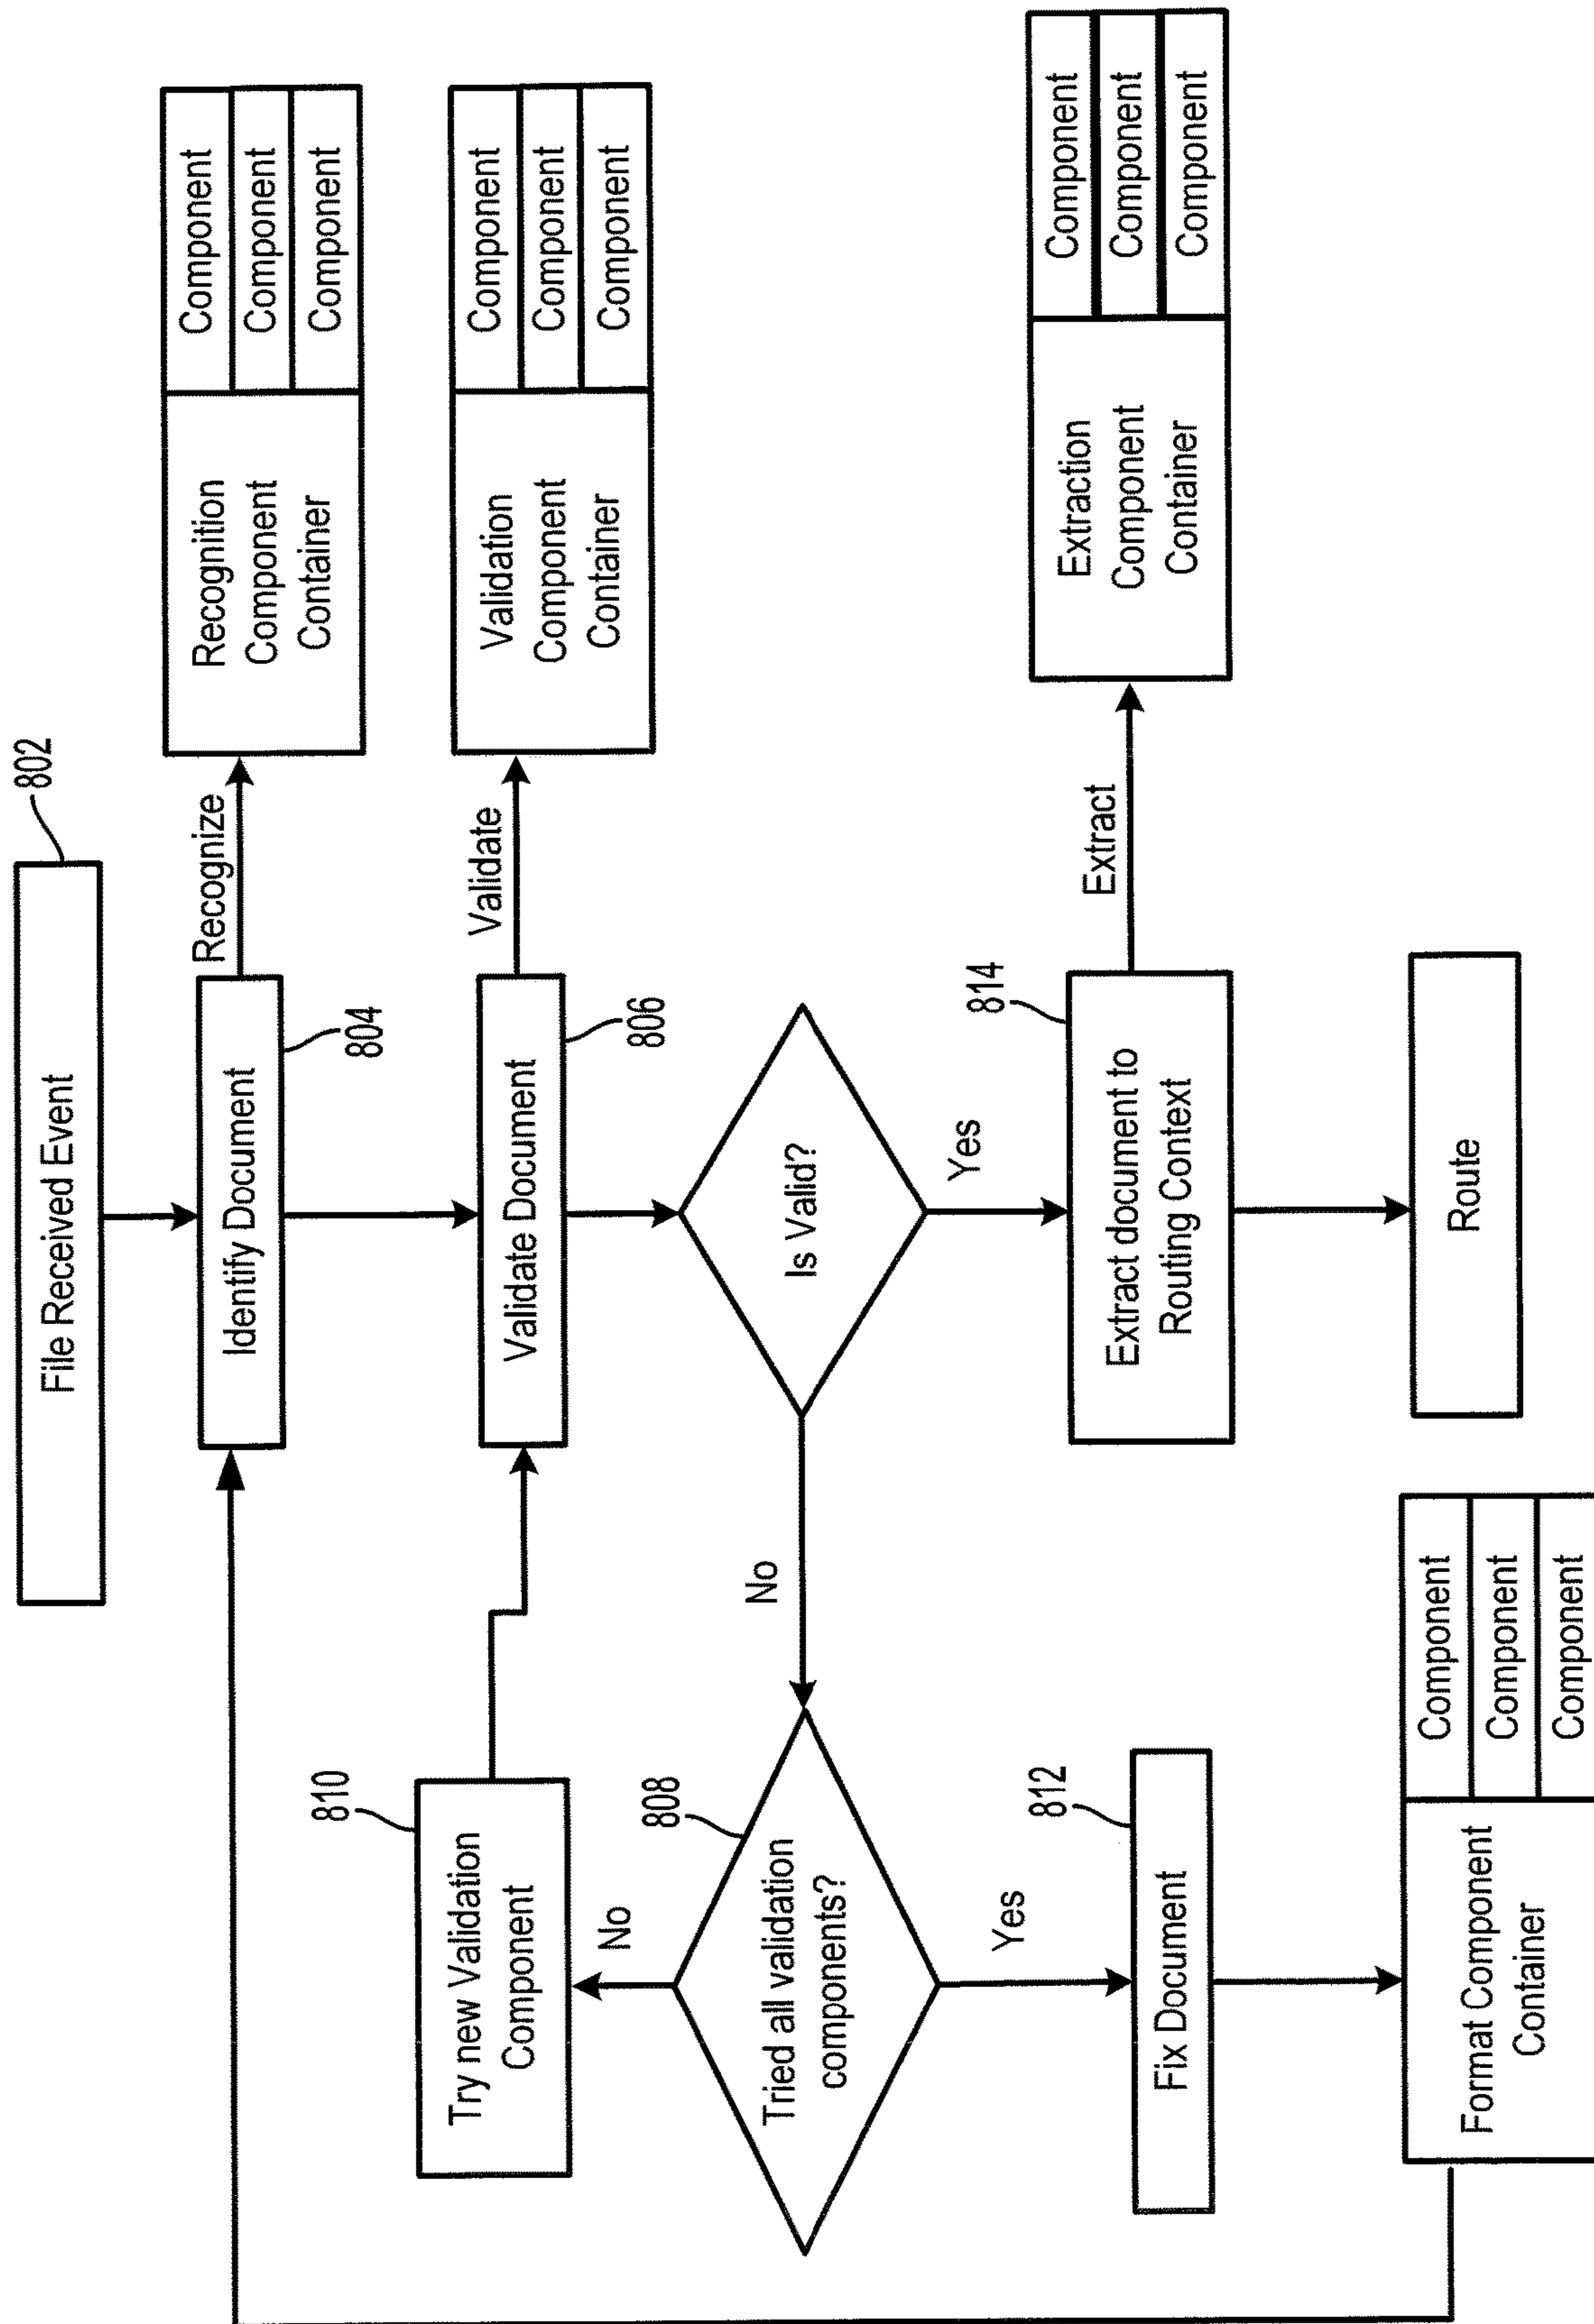 802
File Received Event
Identify Document
804
Recognize
Recognition
Component
Container
Component
Component
Component
Validate Document
806
Validate
Validation
Component
Container
Component
Component
Component
Is Valid?
Yes
No
810
Try new Validation
Component
No
808
Tried all validation
components?
Yes
812
Fix Document
Format Component
Container
Component
Component
Component
814
Extract document to
Routing Context
Extract
Extraction
Component
Container
Component
Component
Component
Route